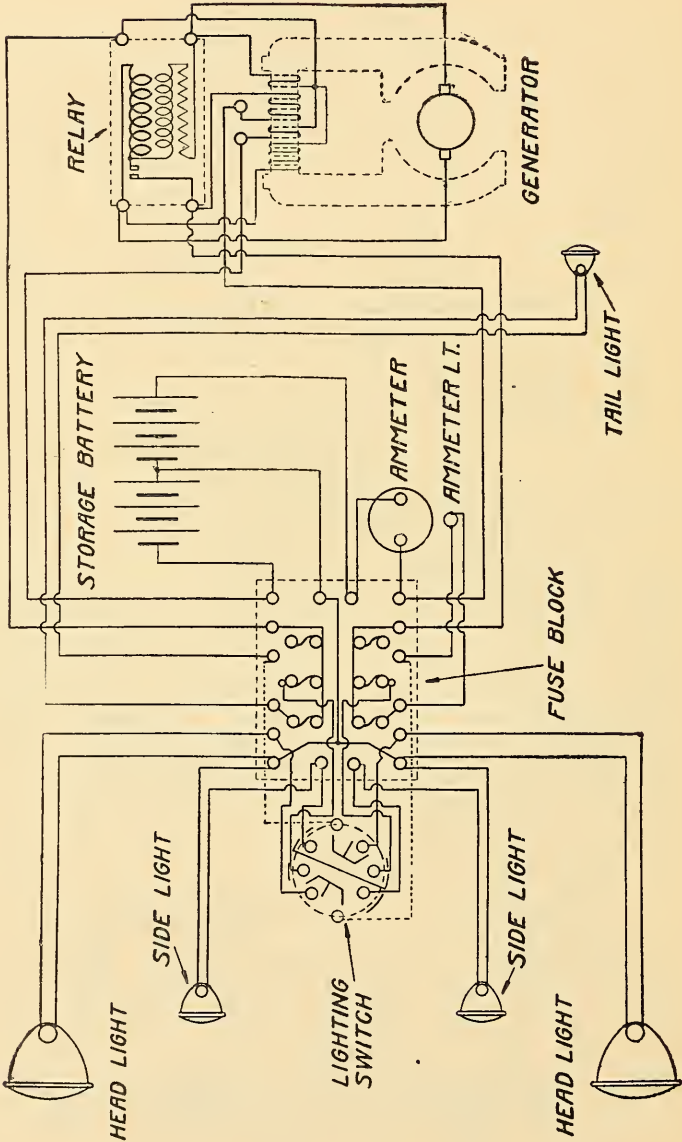 HEAD LIGHT
SIDE LIGHT
LIGHTING
SWITCH
SIDE LIGHT
HEAD LIGHT
STORAGE BATTERY
AMMETER
AMMETER LT.
FUSE BLOCK
TAIL LIGHT
RELAY
GENERATOR